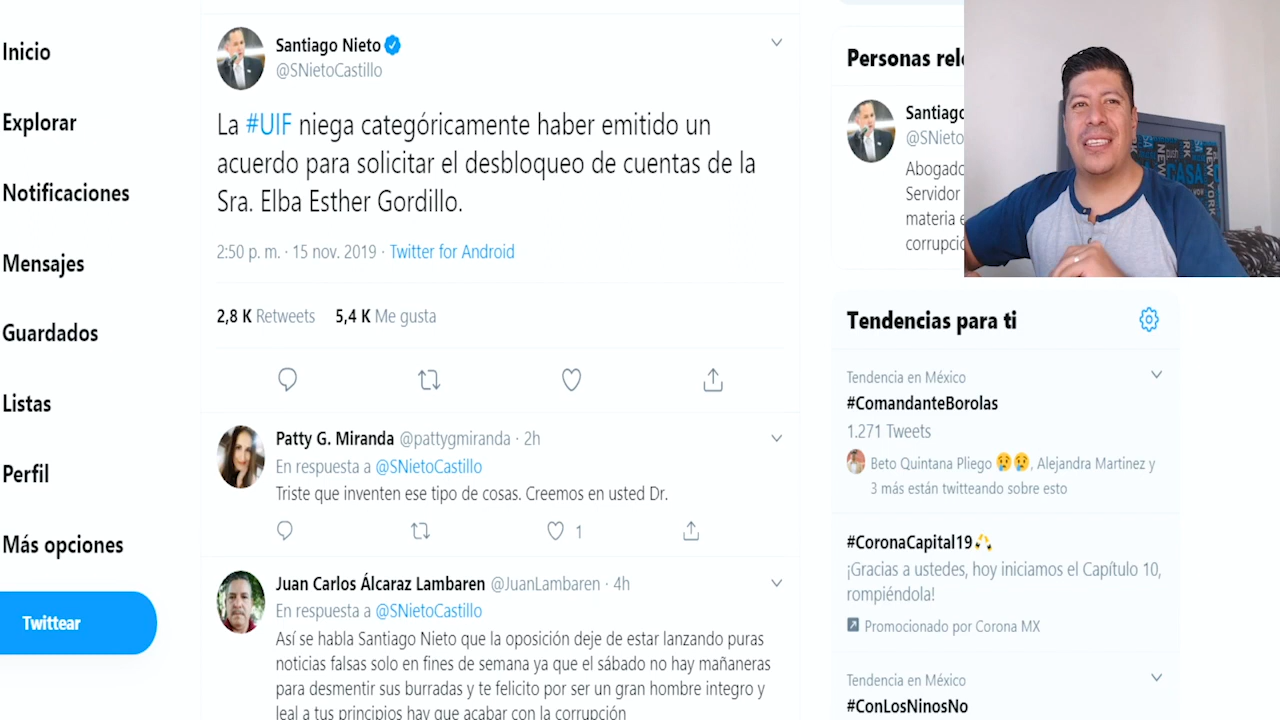 Inicio
Explorar
Notificaciones
Mensajes
Guardados
Listas
Perfil
Más opciones
Twittear
Santiago Nieto
@SNietoCastillo
La #UIF niega categóricamente haber emitido un
acuerdo para solicitar el desbloqueo de cuentas de la
Sra. Elba Esther Gordillo.
2:50 p. m. · 15 nov. 2019 · Twitter for Android
2,8 K Retweets 5,4 K Me gusta
Patty G. Miranda @pattygmiranda · 2h
En respuesta a @SNietoCastillo
Triste que inventen ese tipo de cosas. Creemos en usted Dr.
1
Juan Carlos Álcaraz Lambaren @JuanLambaren · 4h
En respuesta a @SNietoCastillo
Así se habla Santiago Nieto que la oposición deje de estar lanzando puras
noticias falsas solo en fines de semana ya que el sábado no hay mañaneras
para desmentir sus burradas y te felicito por ser un gran hombre integro y
leal a tus principios hay que acabar con la corrupción
Personas rel
Santiag
@SNieto
Abogado
Servidor
materia e
corrupció
NEW YORK
CASA
Tendencias para ti
Tendencia en México
#ComandanteBorolas
1.271 Tweets
Beto Quintana Pliego 😢😢, Alejandra Martinez y
3 más están twitteando sobre esto
#CoronaCapital19
¡Gracias a ustedes, hoy iniciamos el Capítulo 10,
rompiéndola!
Promocionado por Corona MX
Tendencia en México
#ConLosNinosNo